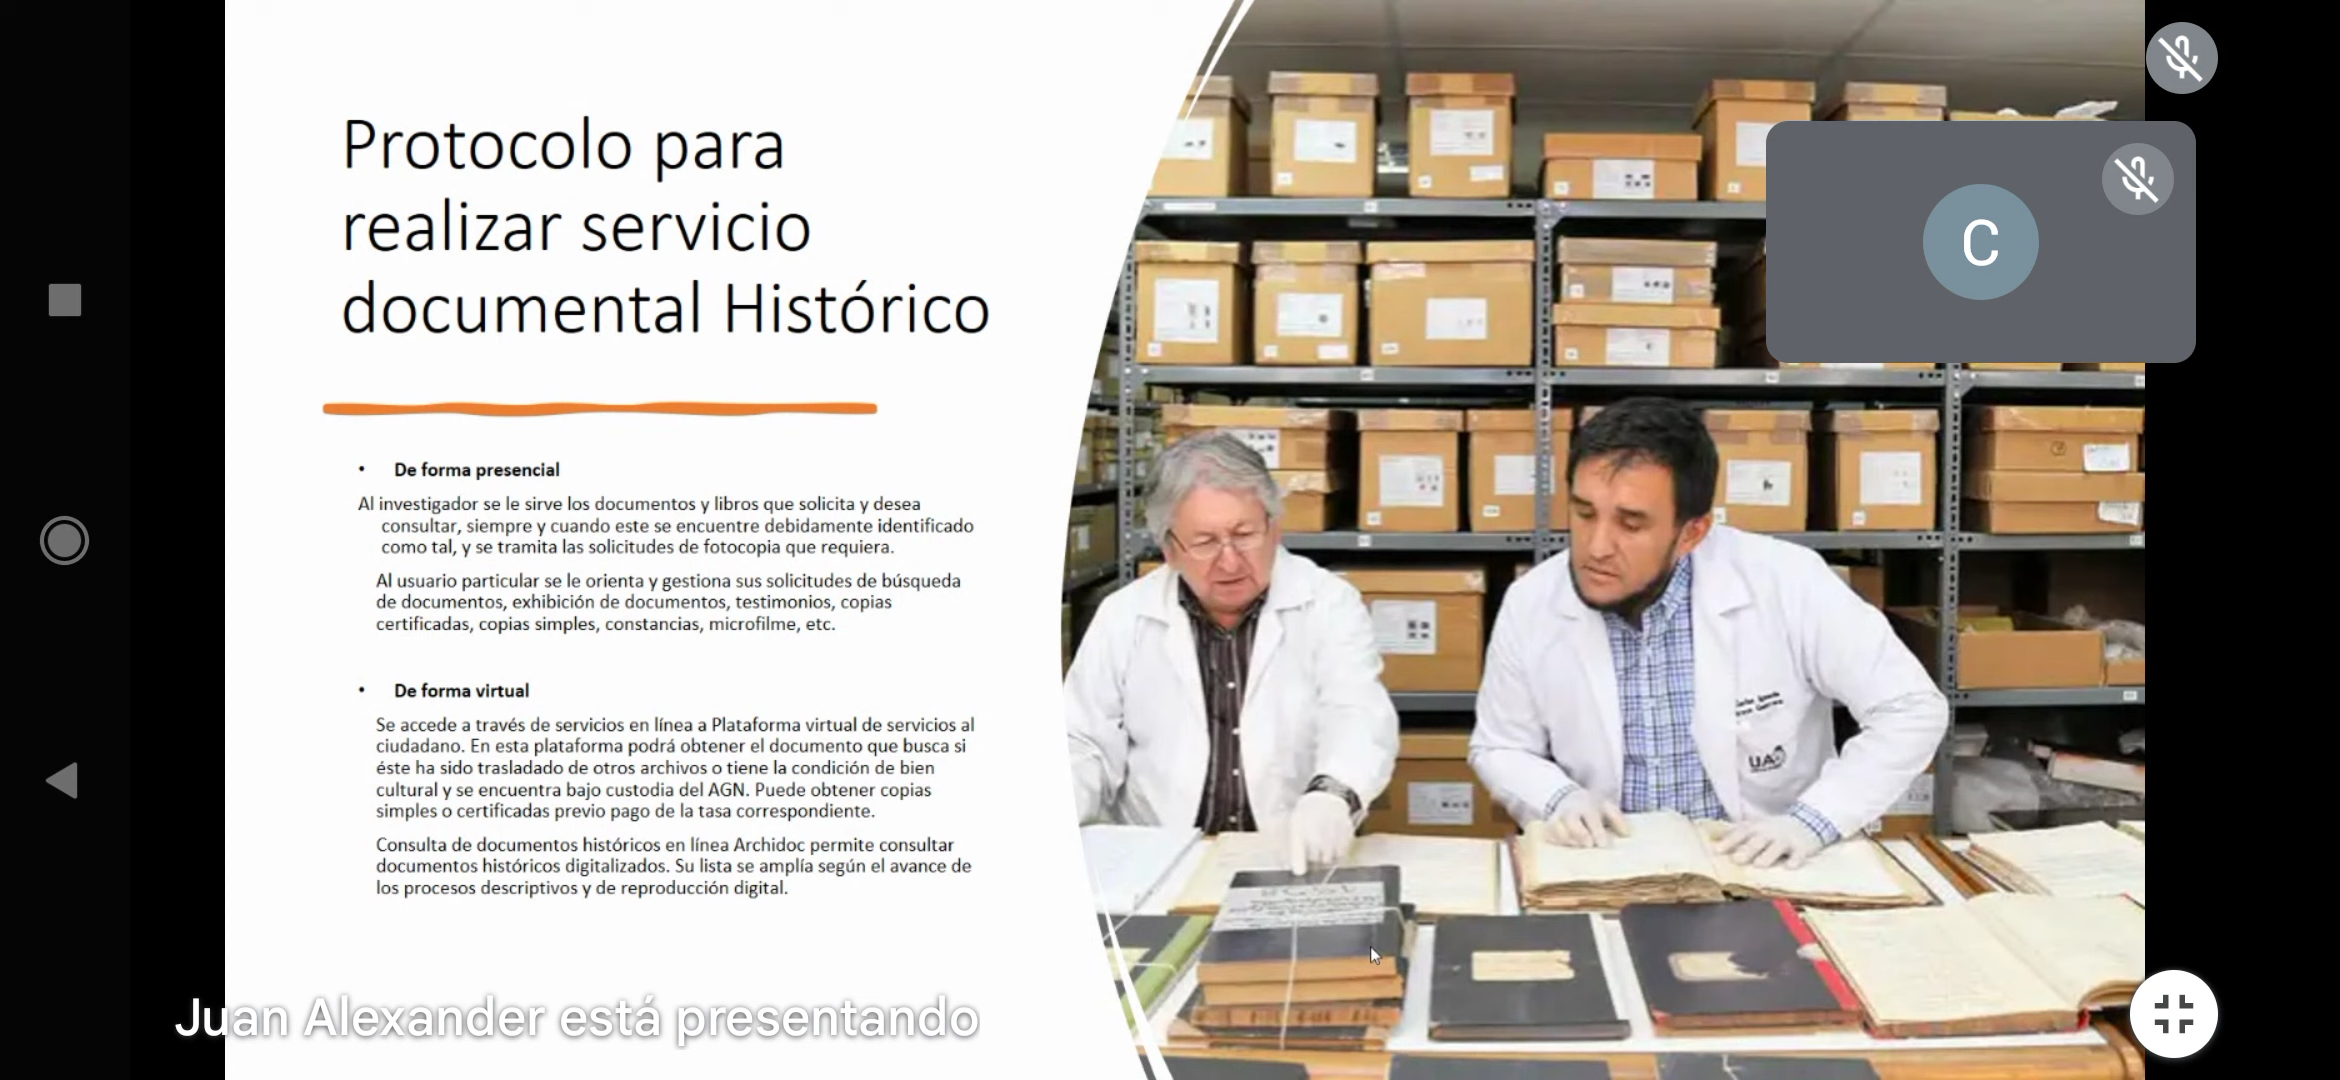 Protocolo para
realizar servicio
documental Histórico
• De forma presencial
Al investigador se le sirve los documentos y libros que solicita y desea
consultar, siempre y cuando este se encuentre debidamente identificado
como tal, y se tramita las solicitudes de fotocopia que requiera.
Al usuario particular se le orienta y gestiona sus solicitudes de búsqueda
de documentos, exhibición de documentos, testimonios, copias
certificadas, copias simples, constancias, microfilme, etc.
• De forma virtual
Se accede a través de servicios en línea a Plataforma virtual de servicios al
ciudadano. En esta plataforma podrá obtener el documento que busca si
éste ha sido trasladado de otros archivos o tiene la condición de bien
cultural y se encuentra bajo custodia del AGN. Puede obtener copias
simples o certificadas previo pago de la tasa correspondiente.
Consulta de documentos históricos en línea Archidoc permite consultar
documentos históricos digitalizados. Su lista se amplía según el avance de
los procesos descriptivos y de reproducción digital.
C
Juan Alexander está presentando